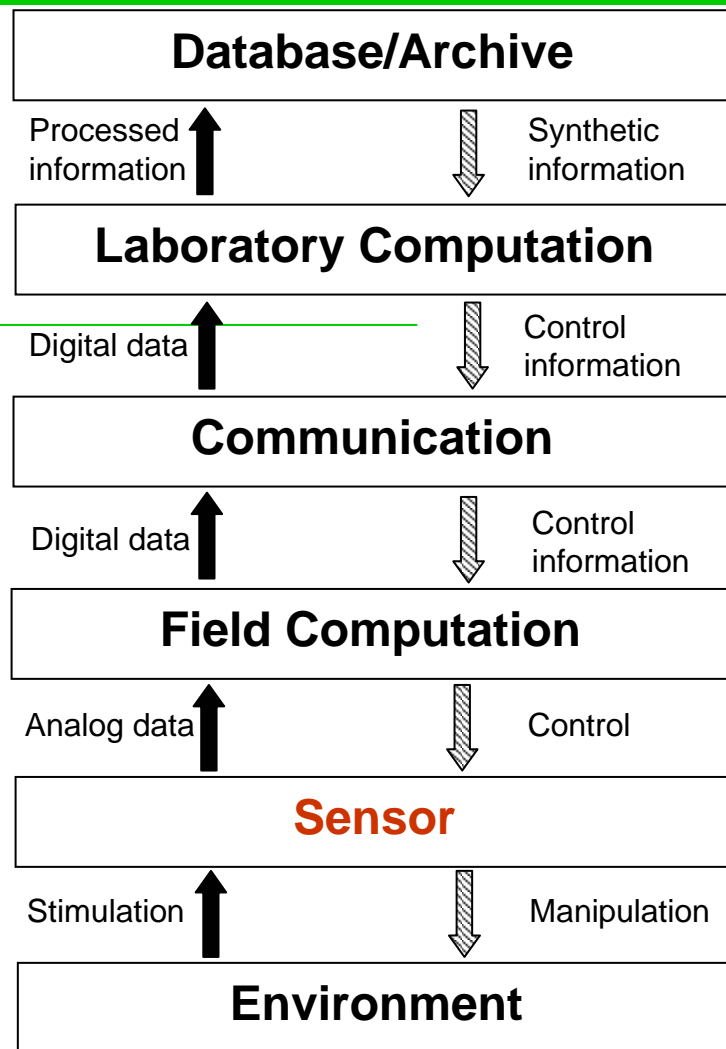 Database/Archive
Processed
information
Synthetic
information
Laboratory Computation
Digital data
Control
information
Communication
Digital data
Control
information
Field Computation
Analog data
Control
Sensor
Stimulation
Manipulation
Environment